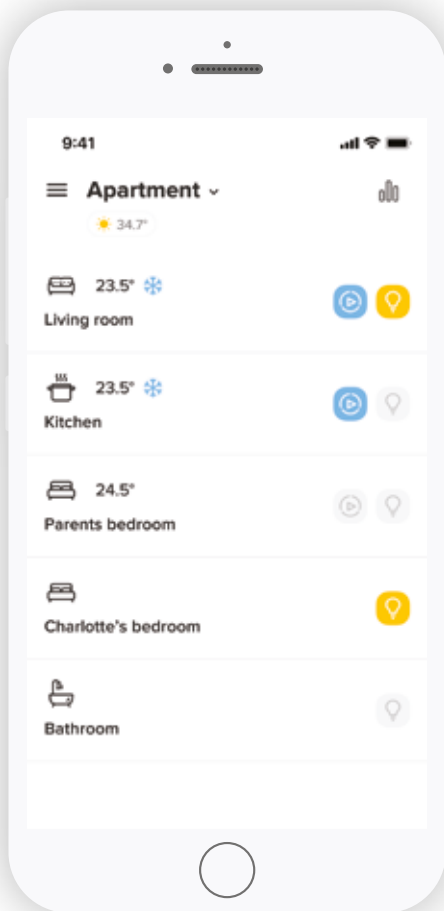 9:41
Apartment
34.7°
23.5°
Living room
23.5°
Kitchen
24.5°
Parents bedroom
Charlotte's bedroom
Bathroom